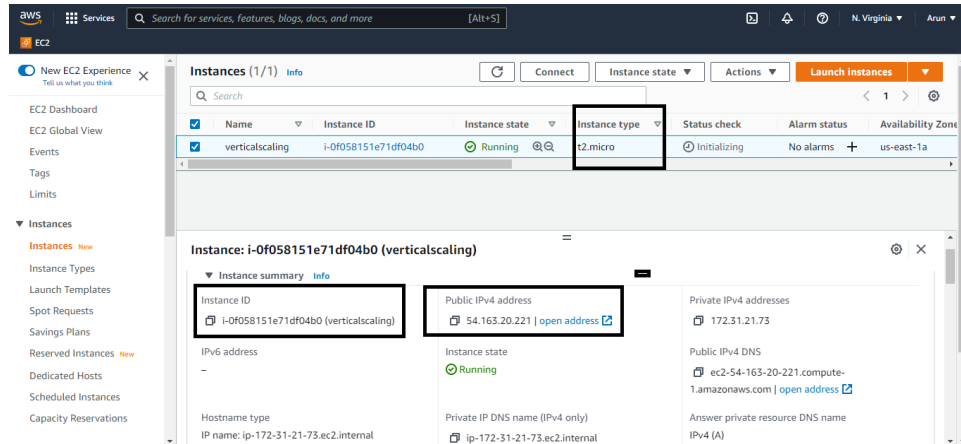 aws
Services
Search for services, features, blogs, docs, and more
[Alt+S]
N. Virginia ▼
Arun ▼
EC2
New EC2 Experience
Tell us what you think
EC2 Dashboard
EC2 Global View
Events
Tags
Limits
▼ Instances
Instances New
Instance Types
Launch Templates
Spot Requests
Savings Plans
Reserved Instances New
Dedicated Hosts
Scheduled Instances
Capacity Reservations
Instances (1/1) Info
Connect
Instance state ▼
Actions ▼
Launch instances ▼
Search
1
Name Instance ID Instance state Instance type Status check Alarm status Availability Zone
verticalscaling i-0f058151e71df04b0 Running t2.micro Initializing No alarms + us-east-1a
Instance: i-0f058151e71df04b0 (verticalscaling)
▼ Instance summary Info
Instance ID
i-0f058151e71df04b0 (verticalscaling)
Public IPv4 address
54.163.20.221 | open address
Private IPv4 addresses
172.31.21.73
IPv6 address
–
Instance state
Running
Public IPv4 DNS
ec2-54-163-20-221.compute-
1.amazonaws.com | open address
Hostname type
IP name: ip-172-31-21-73.ec2.internal
Private IP DNS name (IPv4 only)
ip-172-31-21-73.ec2.internal
Answer private resource DNS name
IPv4 (A)